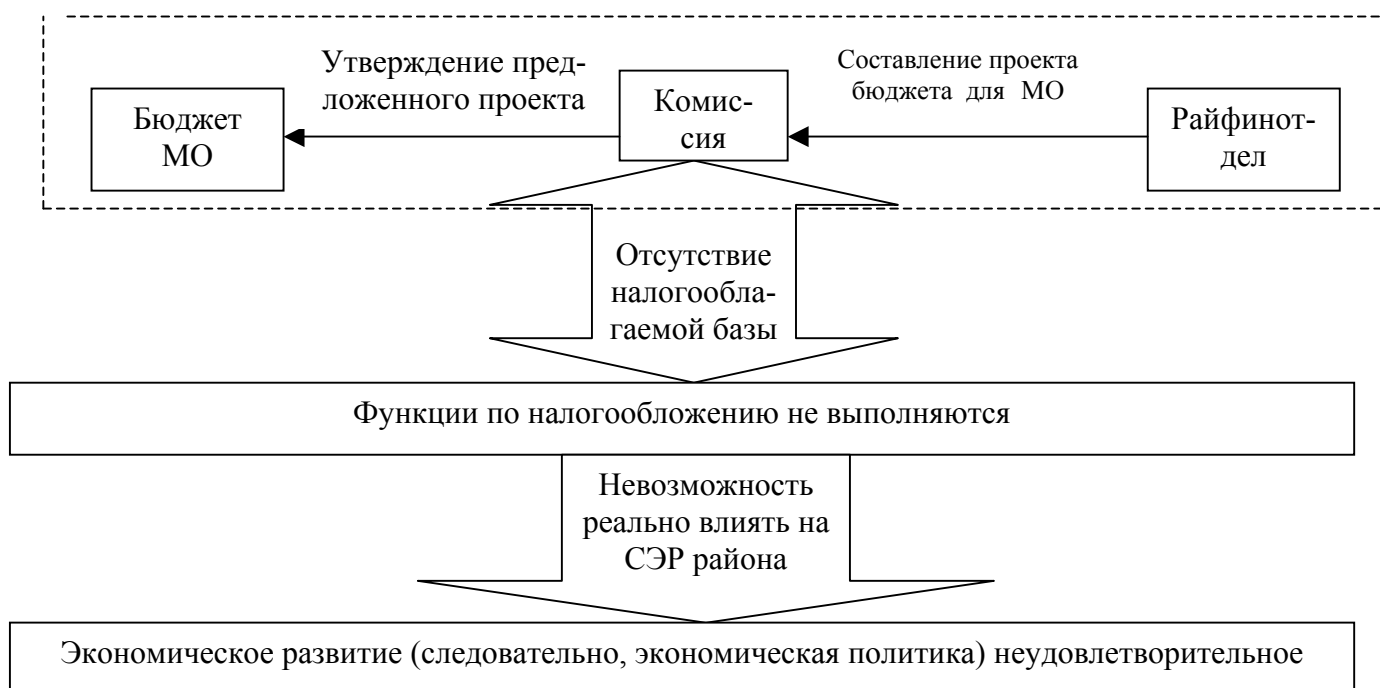 Утверждение пред-
ложенного проекта
Составление проекта
бюджета для МО
Бюджет
МО
Комис-
сия
Райфинот-
дел
Отсутствие
налогообла-
гаемой базы
Функции по налогообложению не выполняются
Невозможность
реально влиять на
СЭР района
Экономическое развитие (следовательно, экономическая политика) неудовлетворительное